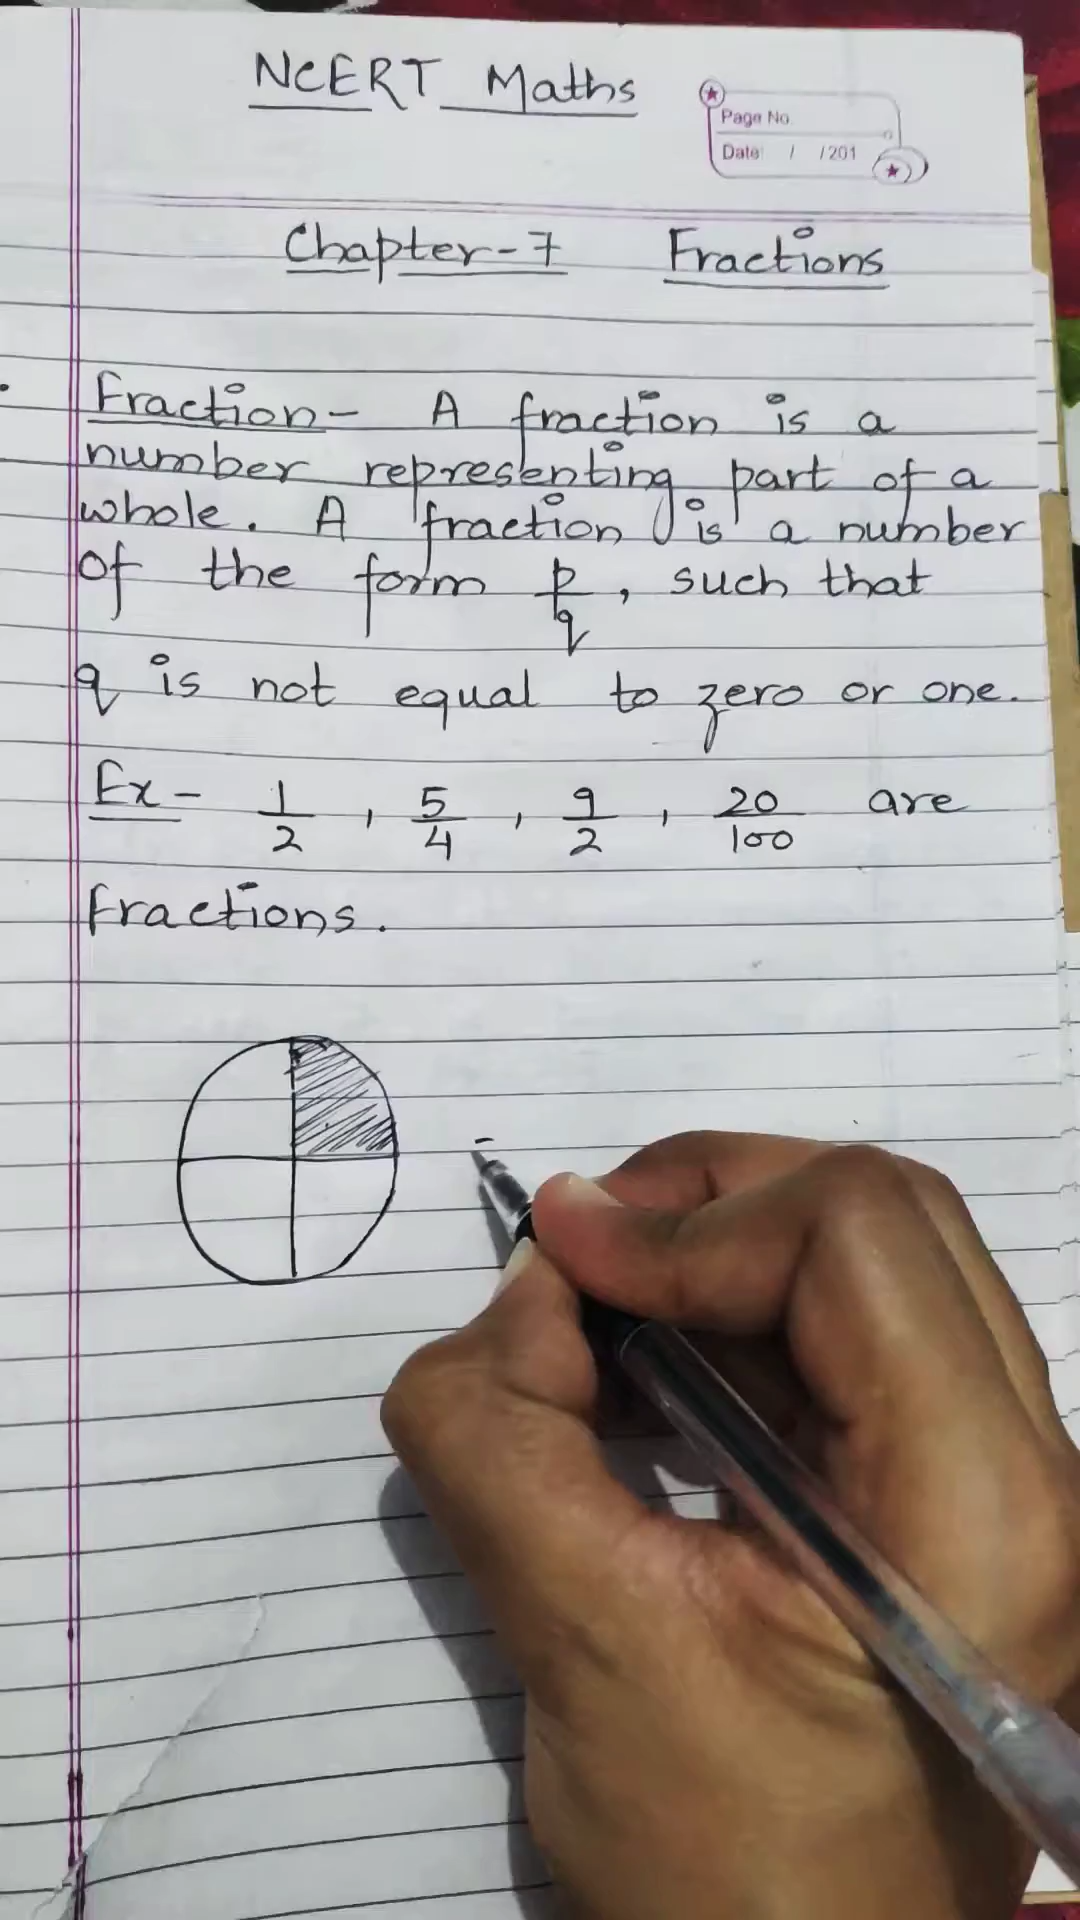 NCERT Maths
Page No.
Date: / /201
Chapter-7 Fractions
Fraction- A fraction is a
number representing part of a
whole. A fraction is a number
of the form p/q, such that
q is not equal to zero or one.
Ex- 1/2, 5/4, 9/2, 20/100 are
fractions.